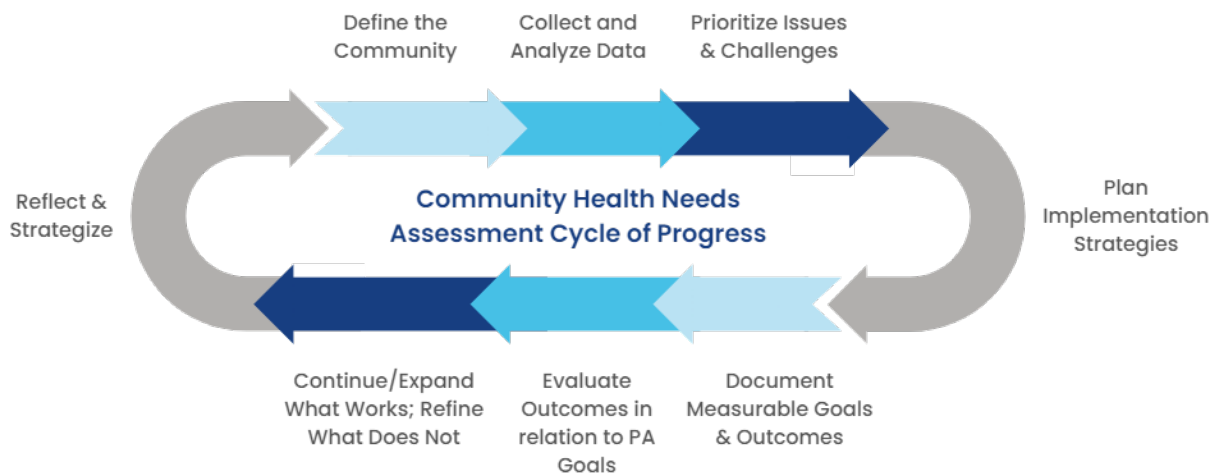 Define the
Community
Collect and
Analyze Data
Prioritize Issues
& Challenges
Reflect &
Strategize
Community Health Needs
Assessment Cycle of Progress
Plan
Implementation
Strategies
Continue/Expand
What Works; Refine
What Does Not
Evaluate
Outcomes in
relation to PA
Goals
Document
Measurable Goals
& Outcomes